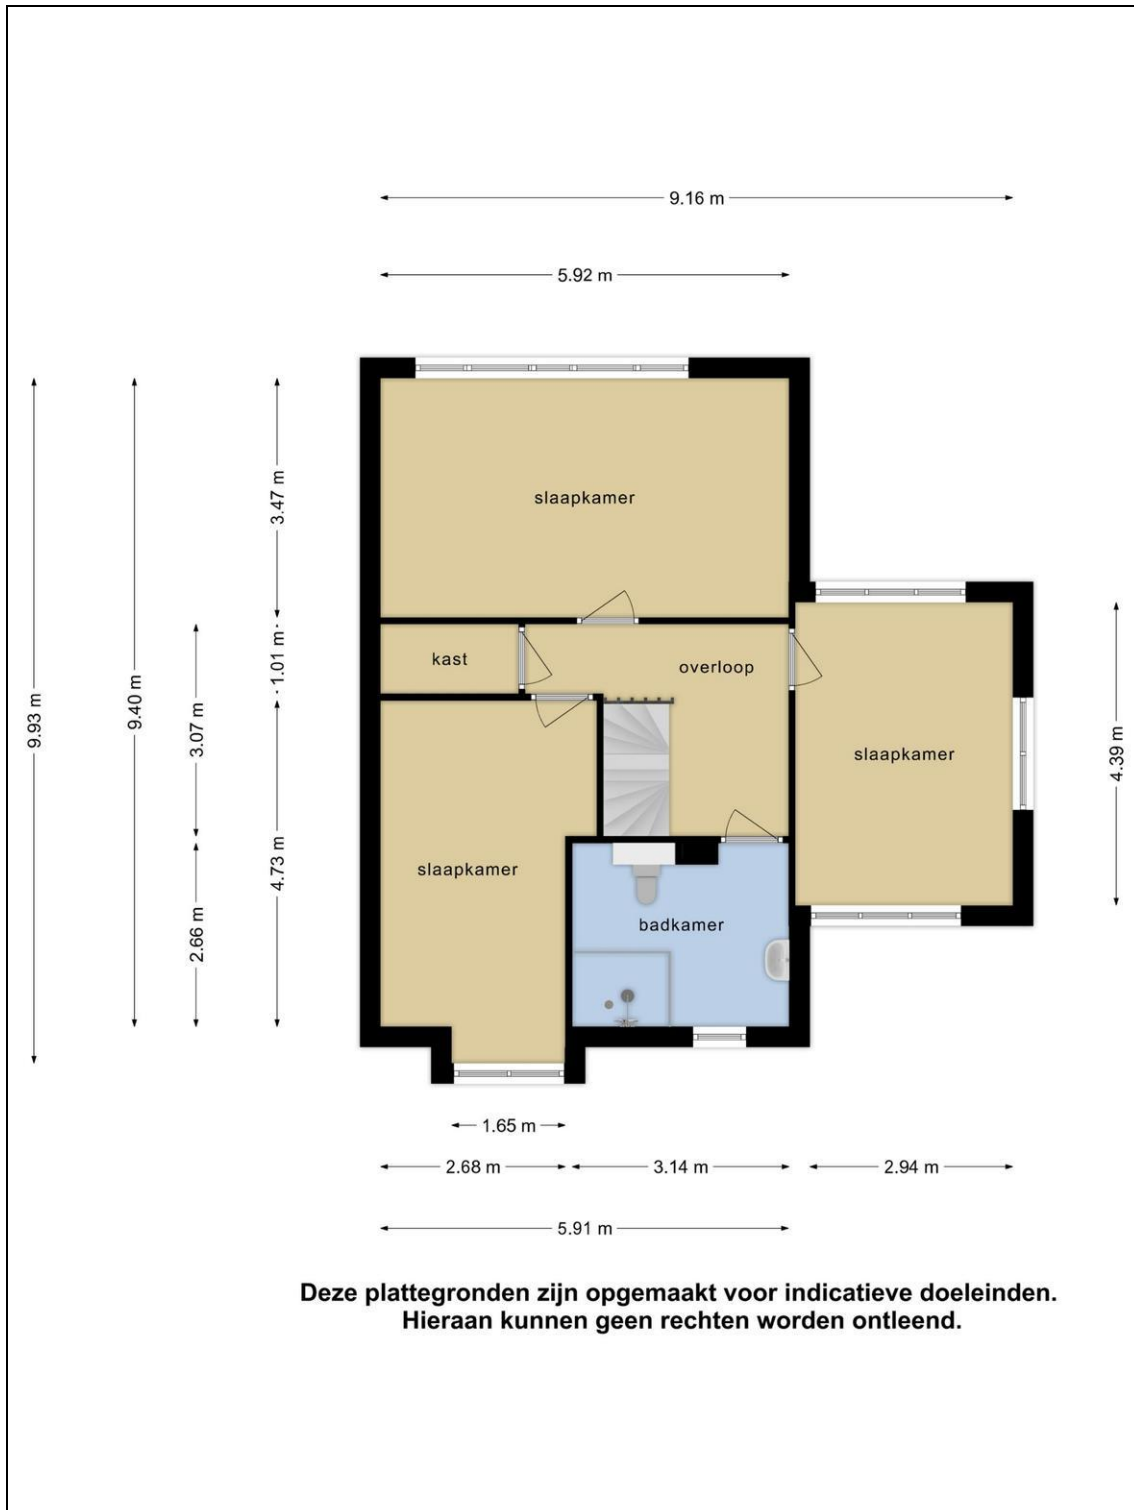 9.16 m
5.92 m
9.93 m
9.40 m
3.07 m
2.66 m
3.47 m
1.01 m
4.73 m
slaapkamer
kast
overloop
slaapkamer
4.39 m
slaapkamer
badkamer
1.65 m
2.68 m
3.14 m
2.94 m
5.91 m
Deze plattegronden zijn opgemaakt voor indicatieve doeleinden.
Hieraan kunnen geen rechten worden ontleend.